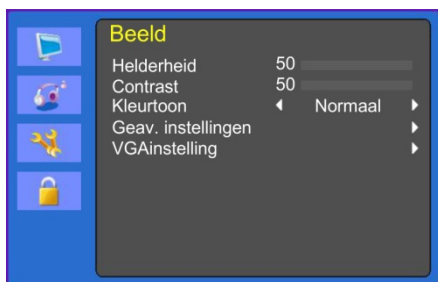 Beeld
Helderheid 50
Contrast 50
Kleurtoon Normaal
Geav. instellingen
VGAinstelling